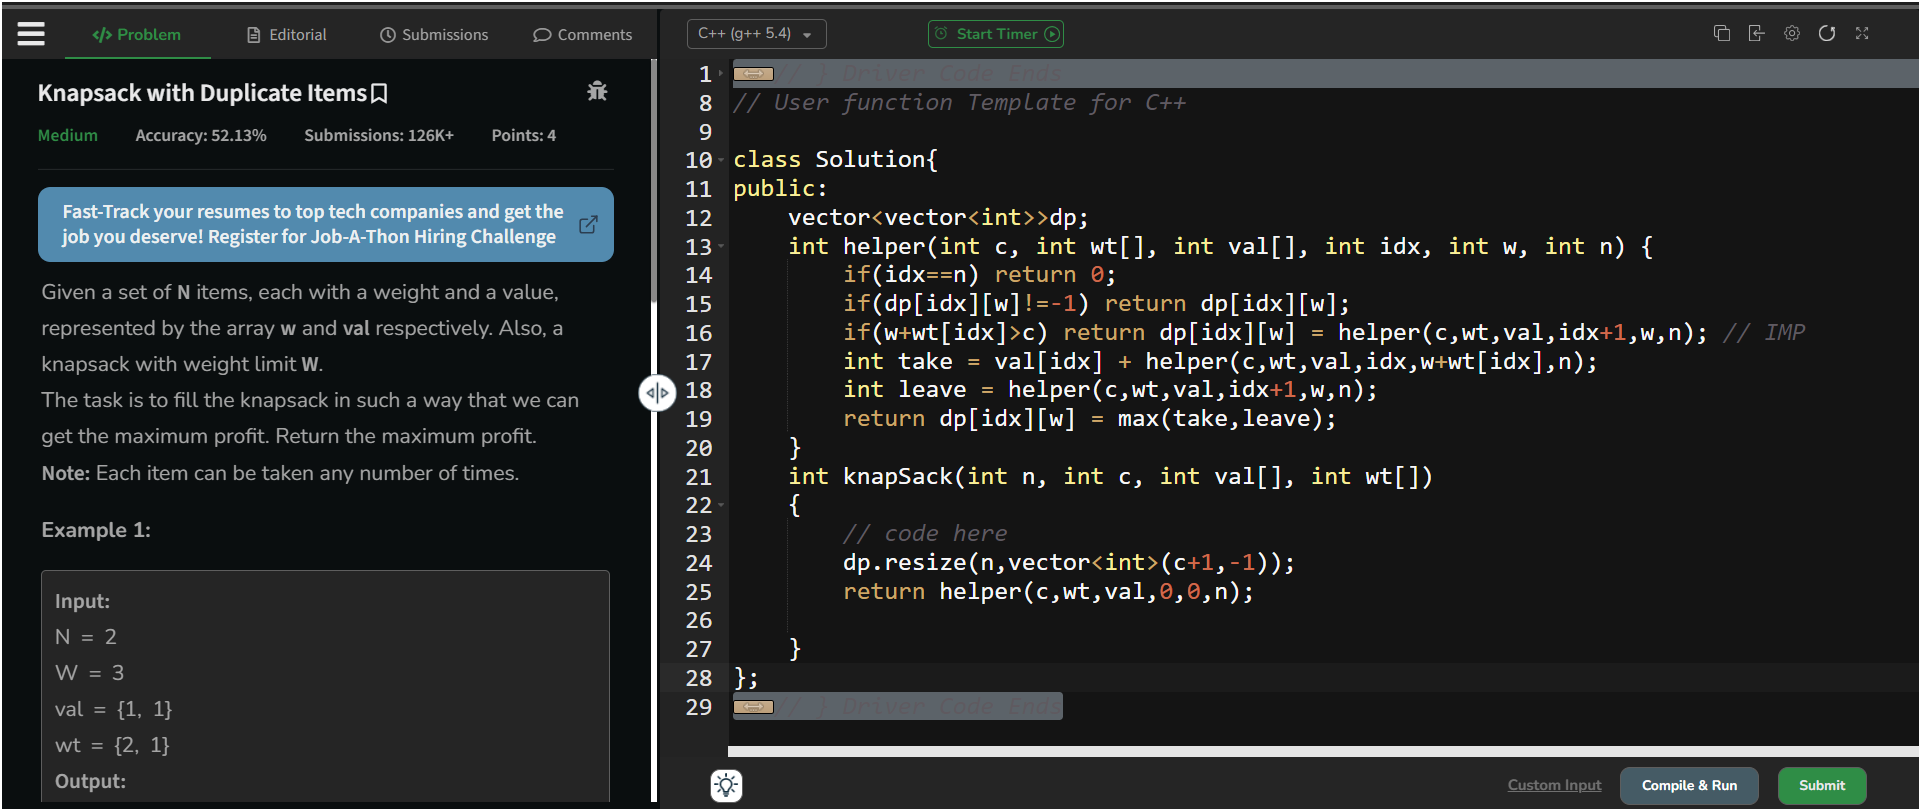 Problem
Editorial
Submissions
Comments
C++ (g++ 5.4)
Start Timer
Knapsack with Duplicate Items
Medium Accuracy: 52.13% Submissions: 126K+ Points: 4
Fast-Track your resumes to top tech companies and get the
job you deserve! Register for Job-A-Thon Hiring Challenge
Given a set of N items, each with a weight and a value,
represented by the array w and val respectively. Also, a
knapsack with weight limit W.
The task is to fill the knapsack in such a way that we can
get the maximum profit. Return the maximum profit.
Note: Each item can be taken any number of times.
Example 1:
Input:
N = 2
W = 3
val = {1, 1}
wt = {2, 1}
Output:
1 // } Driver Code Ends
8 // User function Template for C++
9
10 class Solution{
11 public:
12     vector<vector<int>>dp;
13     int helper(int c, int wt[], int val[], int idx, int w, int n) {
14         if(idx==n) return 0;
15         if(dp[idx][w]!=-1) return dp[idx][w];
16         if(w+wt[idx]>c) return dp[idx][w] = helper(c,wt,val,idx+1,w,n); // IMP
17         int take = val[idx] + helper(c,wt,val,idx,w+wt[idx],n);
18         int leave = helper(c,wt,val,idx+1,w,n);
19         return dp[idx][w] = max(take,leave);
20     }
21     int knapSack(int n, int c, int val[], int wt[])
22     {
23         // code here
24         dp.resize(n,vector<int>(c+1,-1));
25         return helper(c,wt,val,0,0,n);
26
27     }
28 };
29 // } Driver Code Ends
Custom Input
Compile & Run
Submit